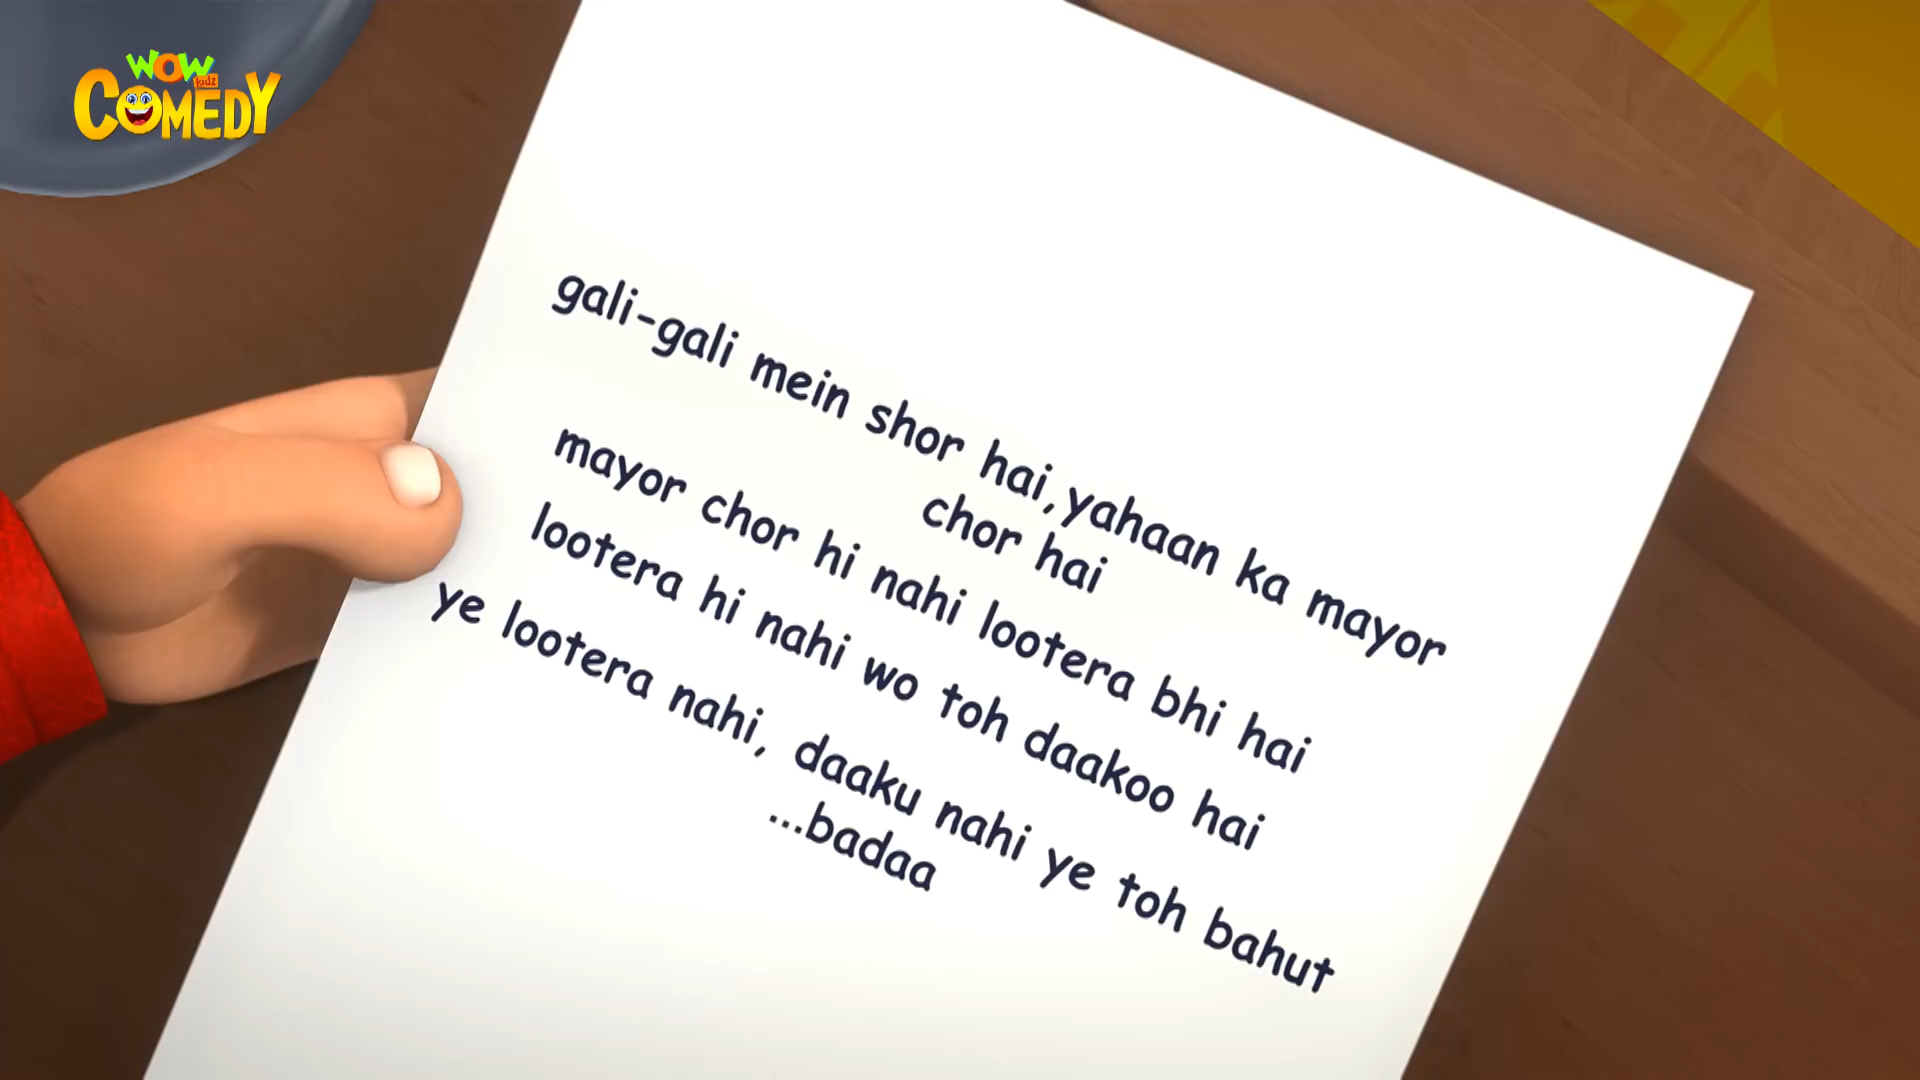 WOW
kidz
COMEDY
gali-gali mein shor hai,yahaan ka mayor
chor hai
mayor chor hi nahi lootera bhi hai
lootera hi nahi wo toh daakoo hai
ye lootera nahi, daaku nahi ye toh bahut
...badaa